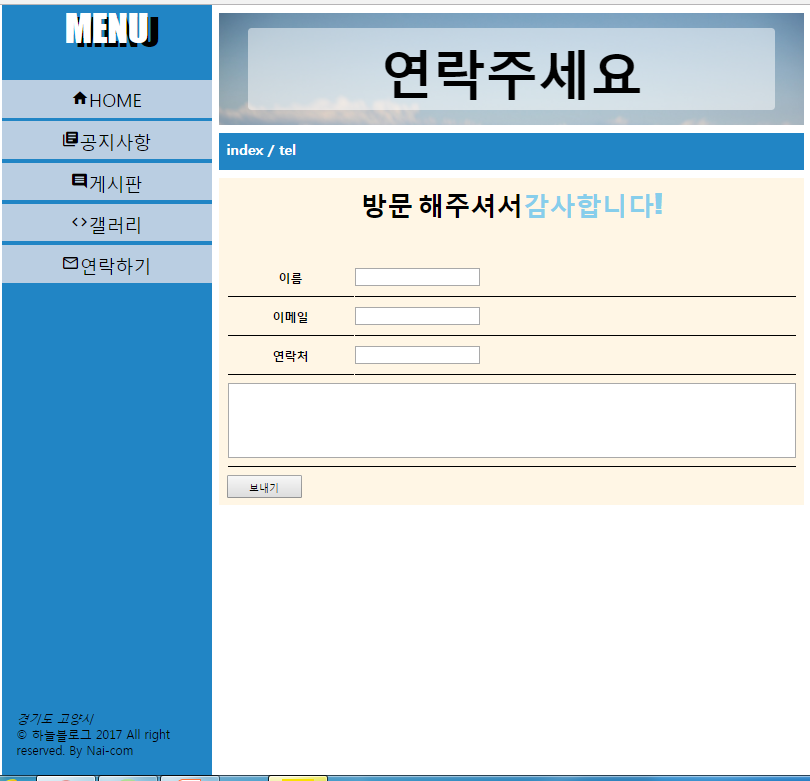 MENU
HOME
공지사항
게시판
갤러리
연락하기
경기도 고양시
© 하늘블로그 2017 All right
reserved. By Nai-com
연락주세요
index / tel
방문 해주셔서감사합니다!
이름
이메일
연락처
보내기